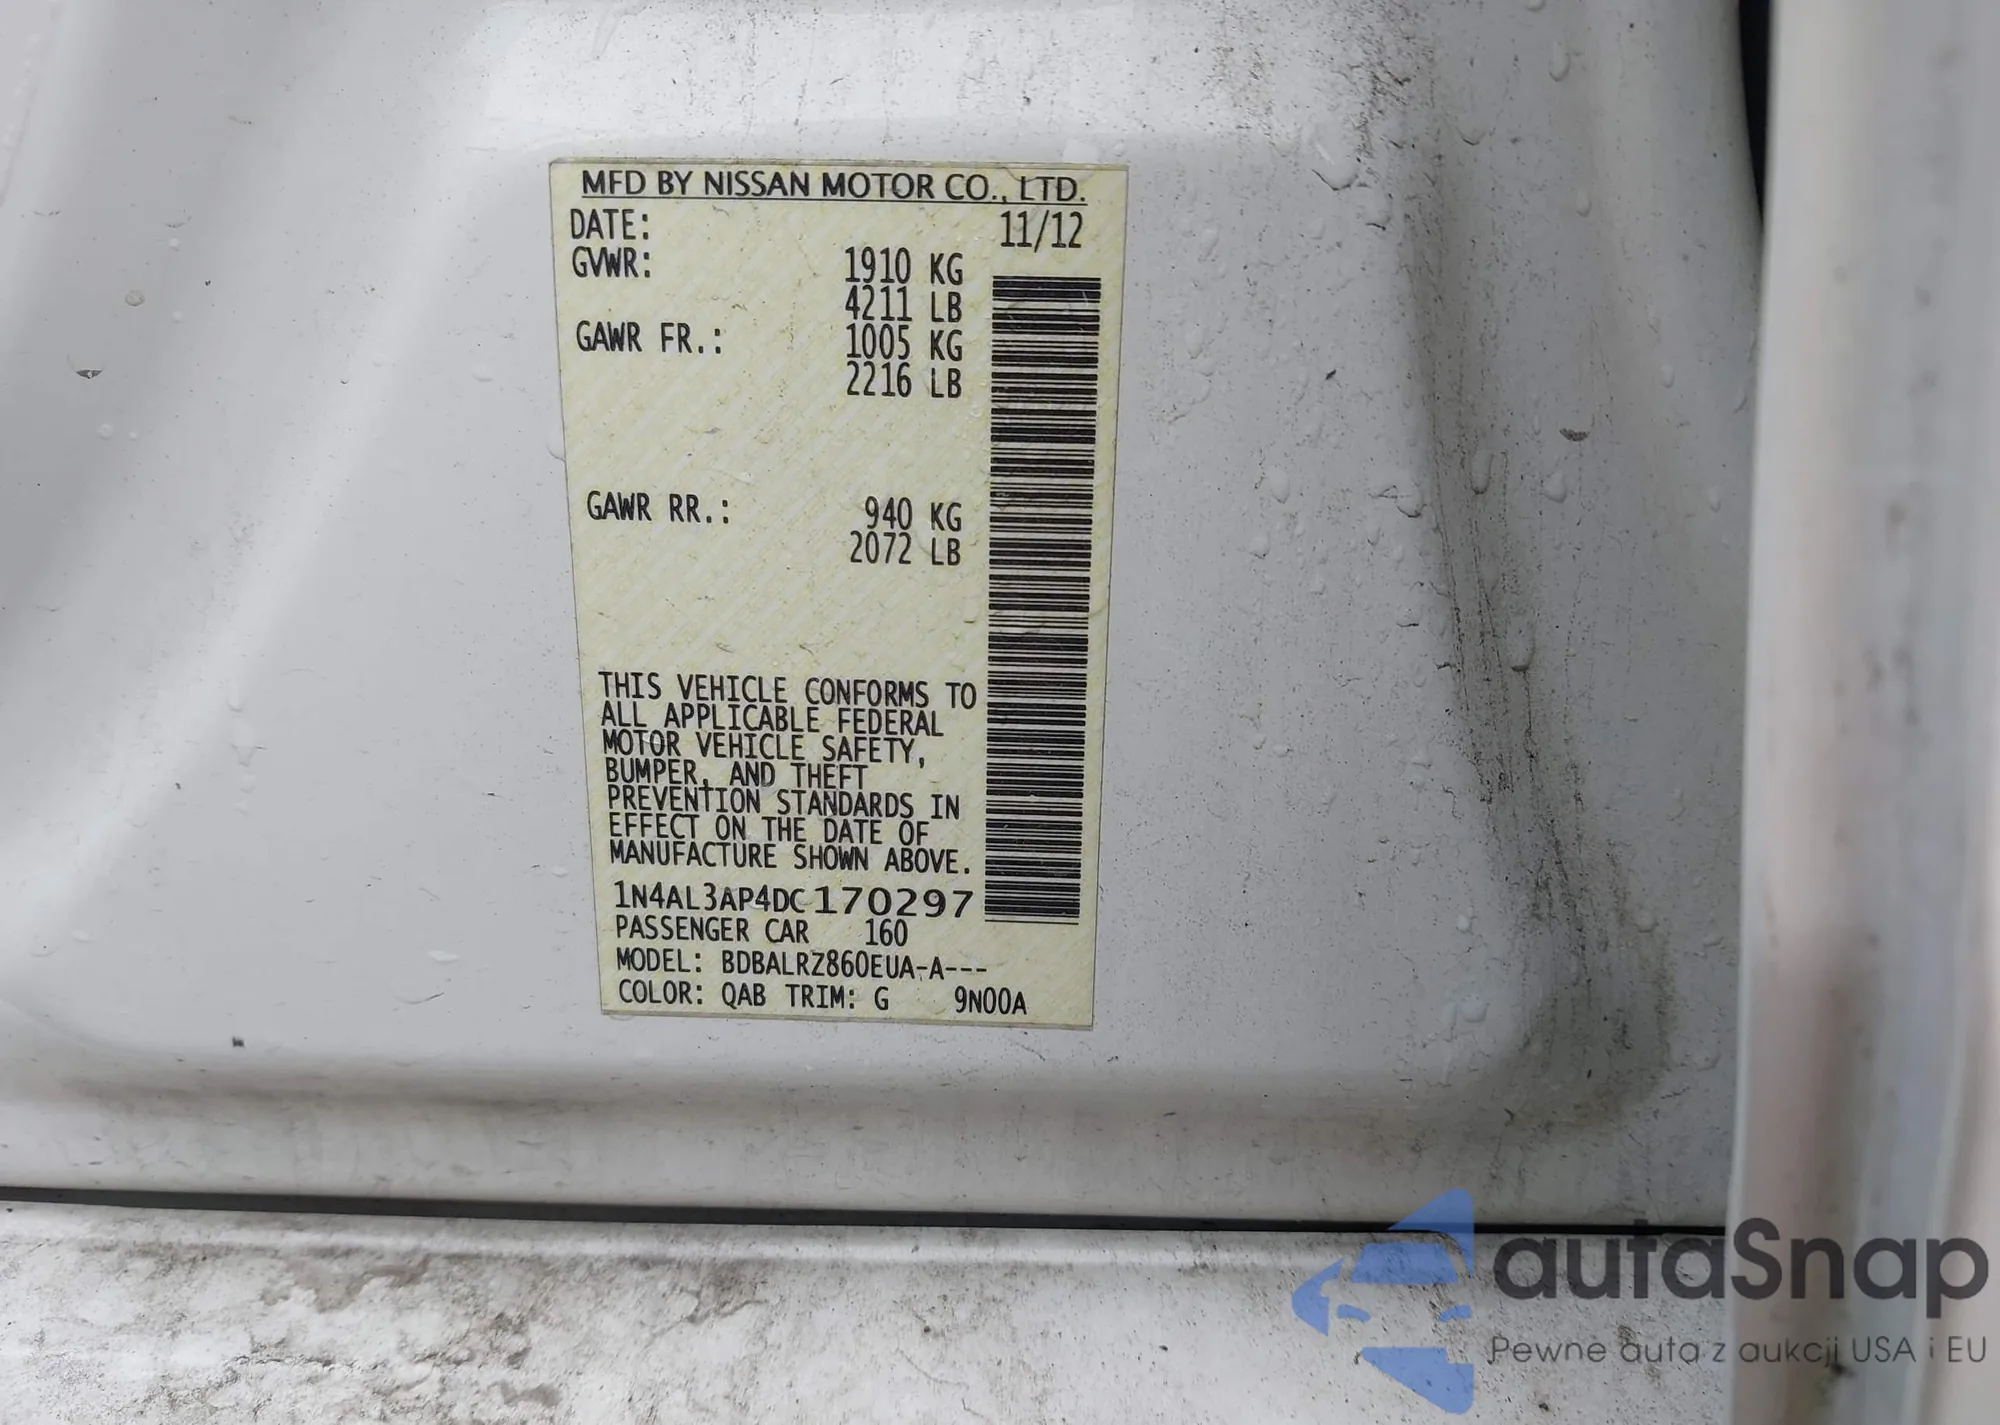 MFD BY NISSAN MOTOR CO., LTD.
DATE: 11/12
GVWR: 1910 KG
4211 LB
GAWR FR.: 1005 KG
2216 LB
GAWR RR.: 940 KG
2072 LB
THIS VEHICLE CONFORMS TO
ALL APPLICABLE FEDERAL
MOTOR VEHICLE SAFETY,
BUMPER, AND THEFT
PREVENTION STANDARDS IN
EFFECT ON THE DATE OF
MANUFACTURE SHOWN ABOVE.
1N4AL3AP4DC170297
PASSENGER CAR 160
MODEL: BDBALRZ860EUA-A---
COLOR: QAB TRIM: G 9N00A
autaSnap
Pewne auta z aukcji USA i EU